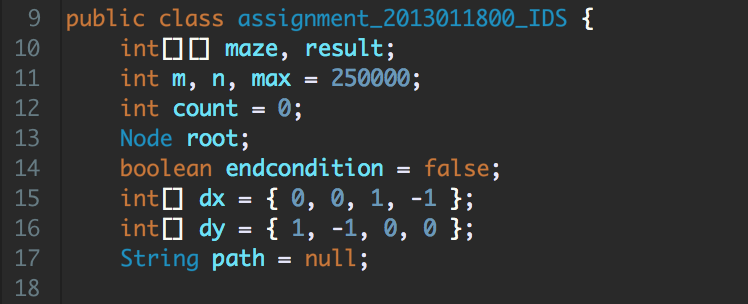 9 public class assignment_2013011800_IDS {
10 int[][] maze, result;
11 int m, n, max = 250000;
12 int count = 0;
13 Node root;
14 boolean endcondition = false;
15 int[] dx = { 0, 0, 1, -1 };
16 int[] dy = { 1, -1, 0, 0 };
17 String path = null;
18